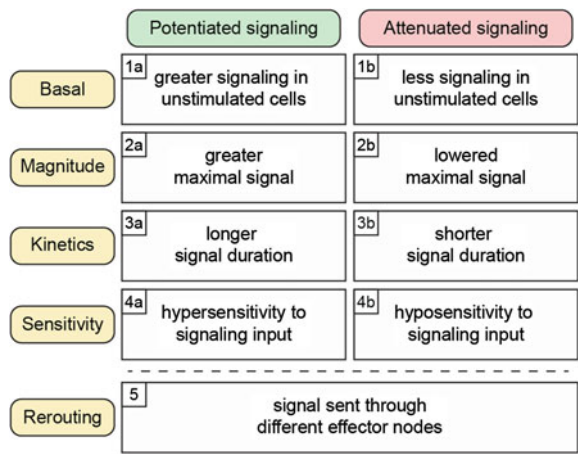 Potentiated signaling
Attenuated signaling
Basal
1a
greater signaling in
unstimulated cells
1b
less signaling in
unstimulated cells
Magnitude
2a
greater
maximal signal
2b
lowered
maximal signal
Kinetics
3a
longer
signal duration
3b
shorter
signal duration
Sensitivity
4a
hypersensitivity to
signaling input
4b
hyposensitivity to
signaling input
Rerouting
5
signal sent through
different effector nodes